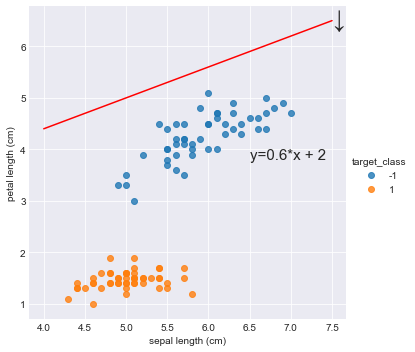 6
5
y=0.6*x + 2
4
3
2
1
petal length (cm)
4.0 4.5 5.0 5.5 6.0 6.5 7.0 7.5
sepal length (cm)
target_class
-1
1